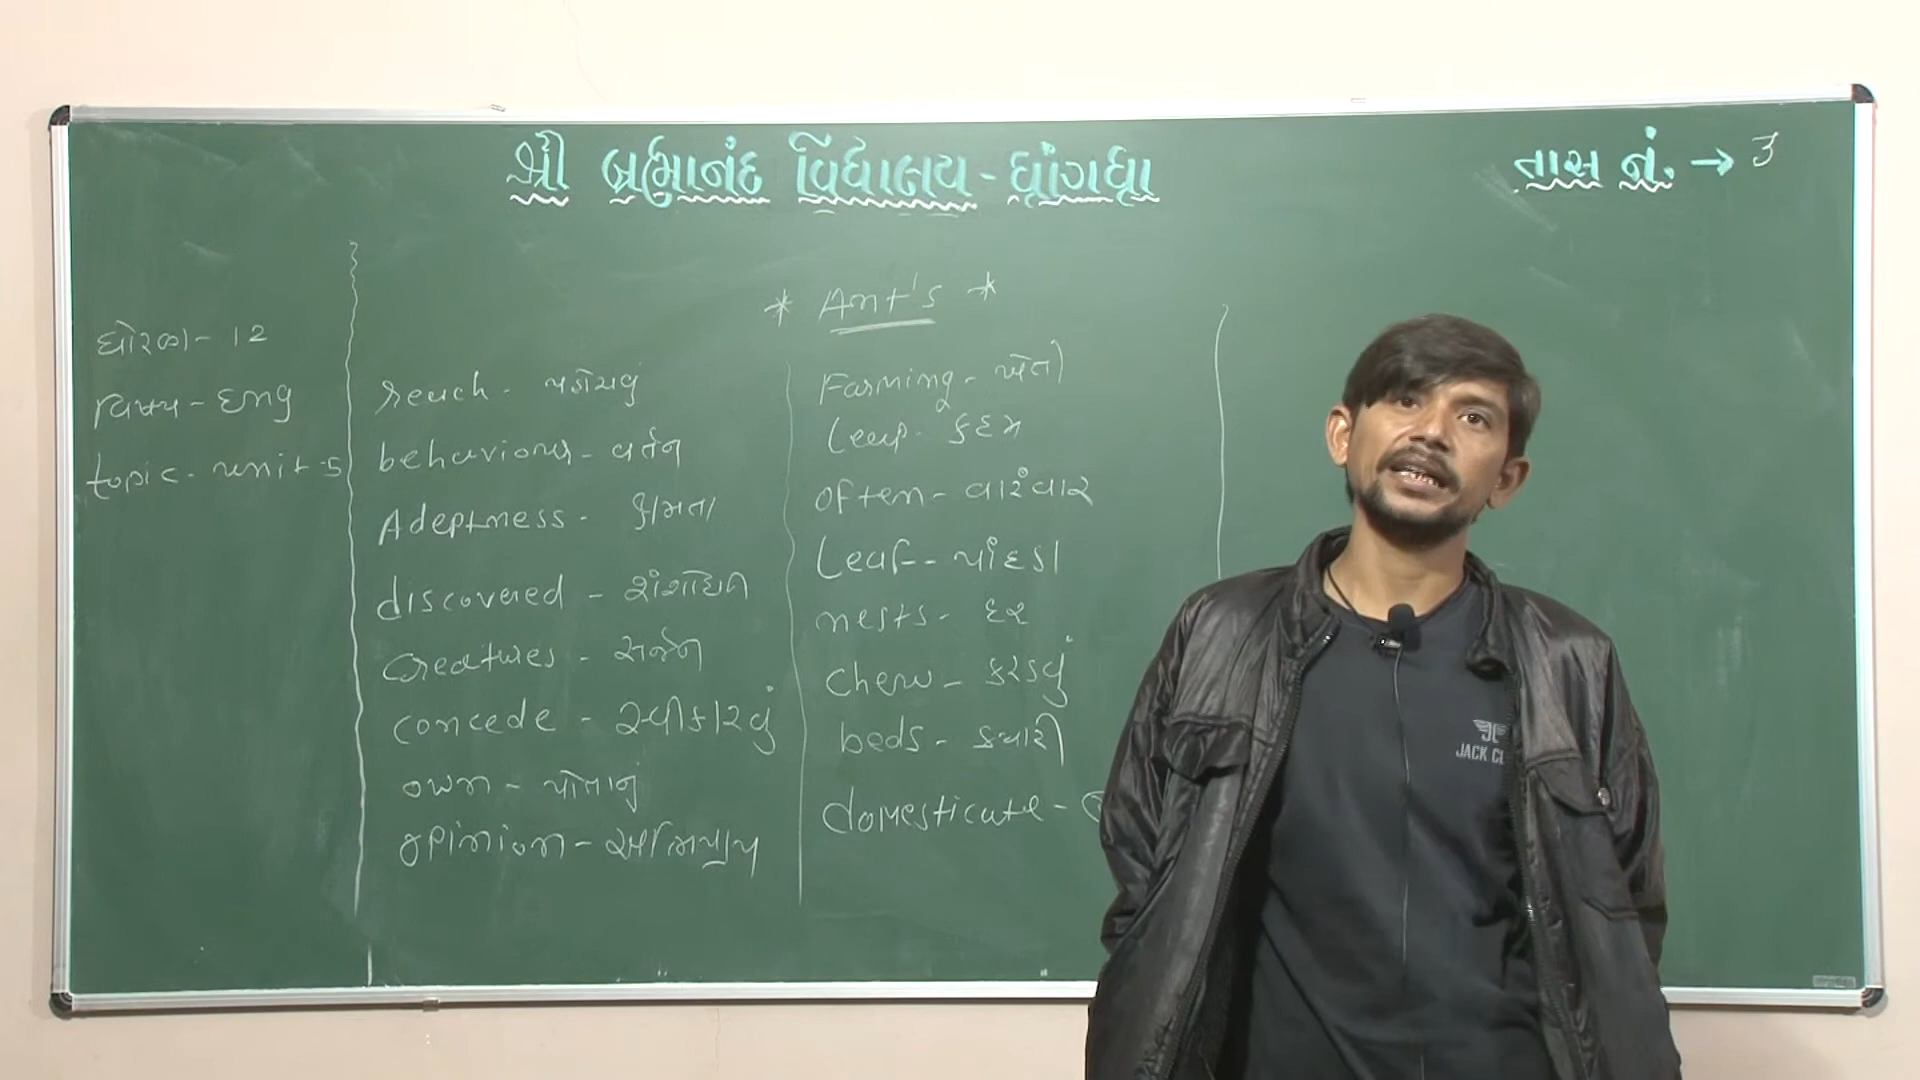 શ્રી બ્રહ્માનંદ વિદ્યાલય - ધ્રાંગધ્રા
તાસ નં. → 3
* Ant's *
ધોરણ - 12
વિષય - Eng
topic - unit - 5
reach - પહોચવું
behaviour - વર્તન
Adeptness - ક્ષમતા
discovered - સંશોધન
creatures - સર્જન
concede - સ્વીકારવું
own - પોતાનું
opinion - અભિપ્રાય
Farming - ખેતી
Leap - કદમ
often - વારંવાર
Leaf - પાંદડા
nests - દર
chew - કરડવું
beds - ક્યારી
domesticate -
JACK